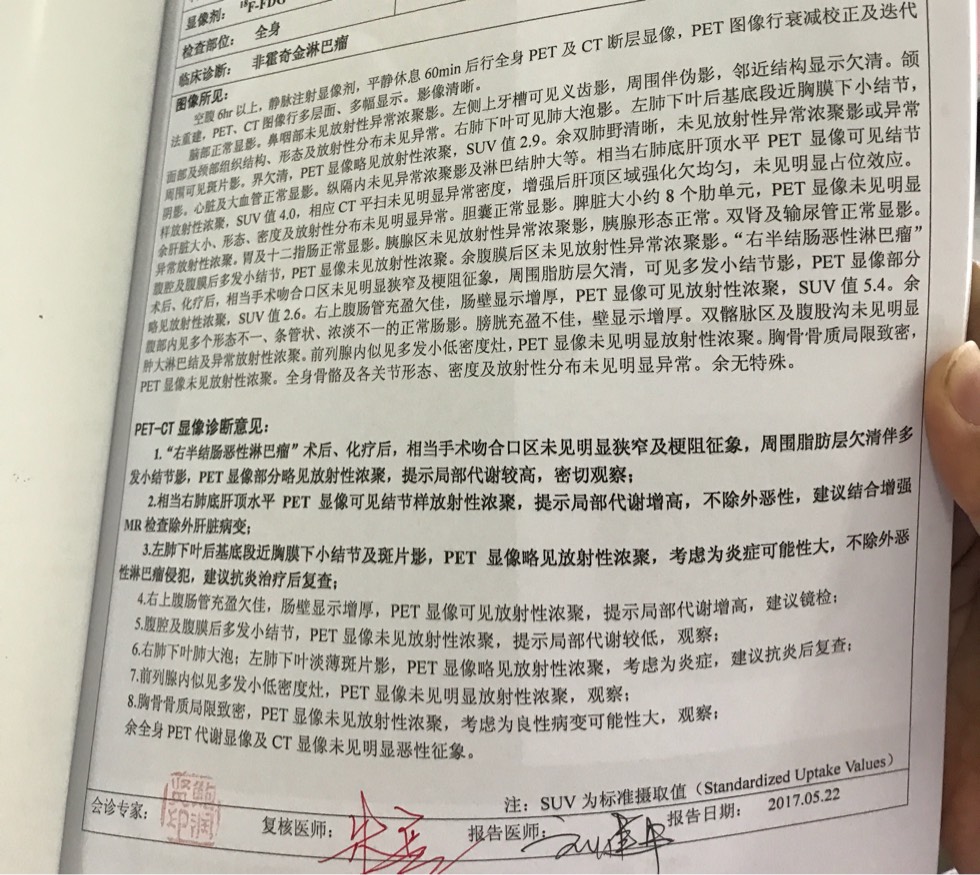 显像剂： ¹⁸F-FDG
检查部位： 全身
临床诊断： 非霍奇金淋巴瘤
图像所见：
空腹 6hr 以上，静脉注射显像剂，平静休息 60min 后行全身 PET 及 CT 断层显像，PET 图像行衰减校正及迭代
法重建，PET、CT 图像行多层面、多幅显示。影像清晰。
脑部正常显影。鼻咽部未见放射性异常浓聚影。左侧上牙槽可见义齿影，周围伴伪影，邻近结构显示欠清。颌
面部及颈部组织结构、形态及放射性分布未见异常。右肺下叶可见肺大泡影。左肺下叶后基底段近胸膜下小结节，
周围可见斑片影。界欠清，PET 显像略见放射性浓聚，SUV 值 2.9。余双肺野清晰，未见放射性异常浓聚影或异常
阴影。心脏及大血管正常显影。纵隔内未见异常浓聚影及淋巴结肿大等。相当右肺底肝顶水平 PET 显像可见结节
样放射性浓聚，SUV 值 4.0，相应 CT 平扫未见明显异常密度，增强后肝顶区域强化欠均匀，未见明显占位效应。
余肝脏大小、形态、密度及放射性分布未见明显异常。胆囊正常显影。脾脏大小约 8 个肋单元，PET 显像未见明显
异常放射性浓聚。胃及十二指肠正常显影。胰腺区未见放射性异常浓聚影，胰腺形态正常。双肾及输尿管正常显影。
腹腔及腹膜后多发小结节，PET 显像未见放射性浓聚。余腹膜后区未见放射性异常浓聚影。“右半结肠恶性淋巴瘤”
术后、化疗后，相当手术吻合口区未见明显狭窄及梗阻征象，周围脂肪层欠清，可见多发小结节影，PET 显像部分
略见放射性浓聚，SUV 值 2.6。右上腹肠管充盈欠佳，肠壁显示增厚，PET 显像可见放射性浓聚，SUV 值 5.4。余
腹部内见多个形态不一、条管状、浓淡不一的正常肠影。膀胱充盈不佳，壁显示增厚。双髂脉区及腹股沟未见明显
肿大淋巴结及异常放射性浓聚。前列腺内似见多发小低密度灶，PET 显像未见明显放射性浓聚。胸骨骨质局限致密，
PET 显像未见放射性浓聚。全身骨骼及各关节形态、密度及放射性分布未见明显异常。余无特殊。
PET-CT 显像诊断意见：
1.“右半结肠恶性淋巴瘤”术后、化疗后，相当手术吻合口区未见明显狭窄及梗阻征象，周围脂肪层欠清伴多
发小结节影，PET 显像部分略见放射性浓聚，提示局部代谢较高，密切观察；
2.相当右肺底肝顶水平 PET 显像可见结节样放射性浓聚，提示局部代谢增高，不除外恶性，建议结合增强
MR 检查除外肝脏病变；
3.左肺下叶后基底段近胸膜下小结节及斑片影，PET 显像略见放射性浓聚，考虑为炎症可能性大，不除外恶
性淋巴瘤侵犯，建议抗炎治疗后复查；
4.右上腹肠管充盈欠佳，肠壁显示增厚，PET 显像可见放射性浓聚，提示局部代谢增高，建议镜检；
5.腹腔及腹膜后多发小结节，PET 显像未见放射性浓聚，提示局部代谢较低，观察；
6.右肺下叶肺大泡；左肺下叶淡薄斑片影，PET 显像略见放射性浓聚，考虑为炎症，建议抗炎后复查；
7.前列腺内似见多发小低密度灶，PET 显像未见明显放射性浓聚，观察；
8.胸骨骨质局限致密，PET 显像未见放射性浓聚，考虑为良性病变可能性大，观察；
余全身 PET 代谢显像及 CT 显像未见明显恶性征象。
注：SUV 为标准摄取值（Standardized Uptake Values）
会诊专家： 复核医师： 报告医师： 报告日期： 2017.05.22